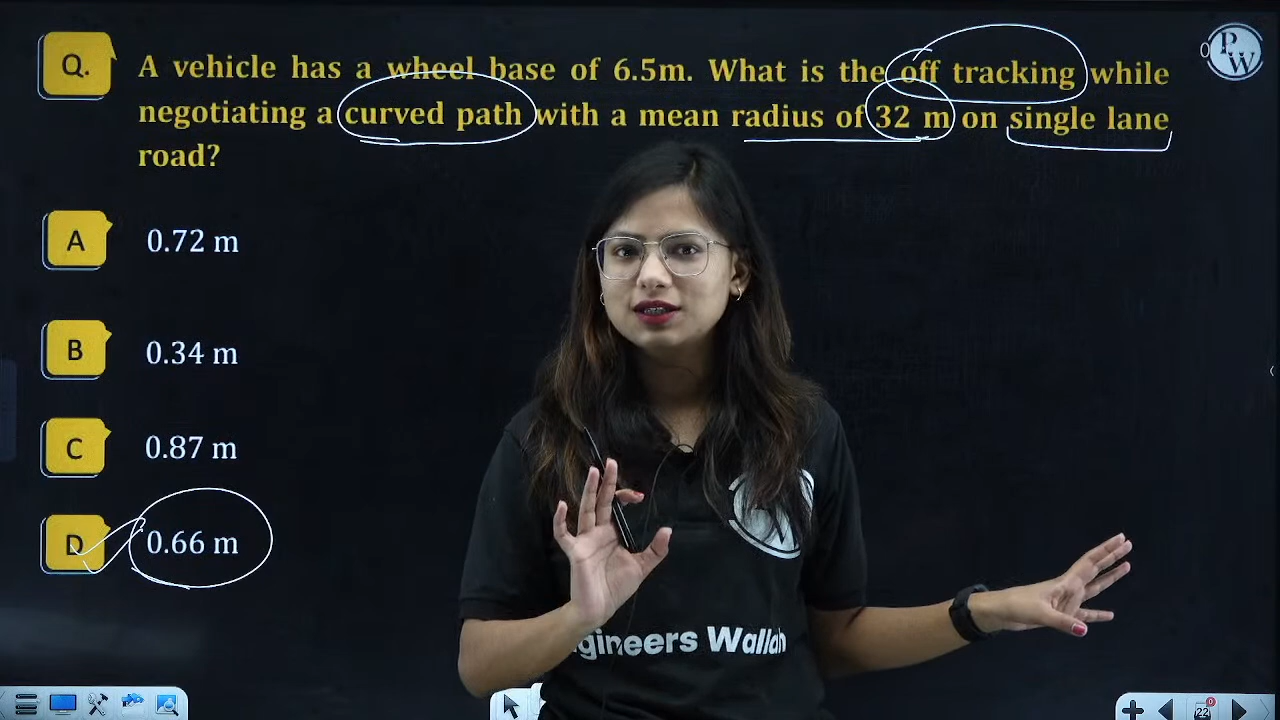 Q. A vehicle has a wheel base of 6.5m. What is the off tracking while
negotiating a curved path with a mean radius of 32 m on single lane
road?
A 0.72 m
B 0.34 m
C 0.87 m
D 0.66 m
P
W
gineers Wallah
22